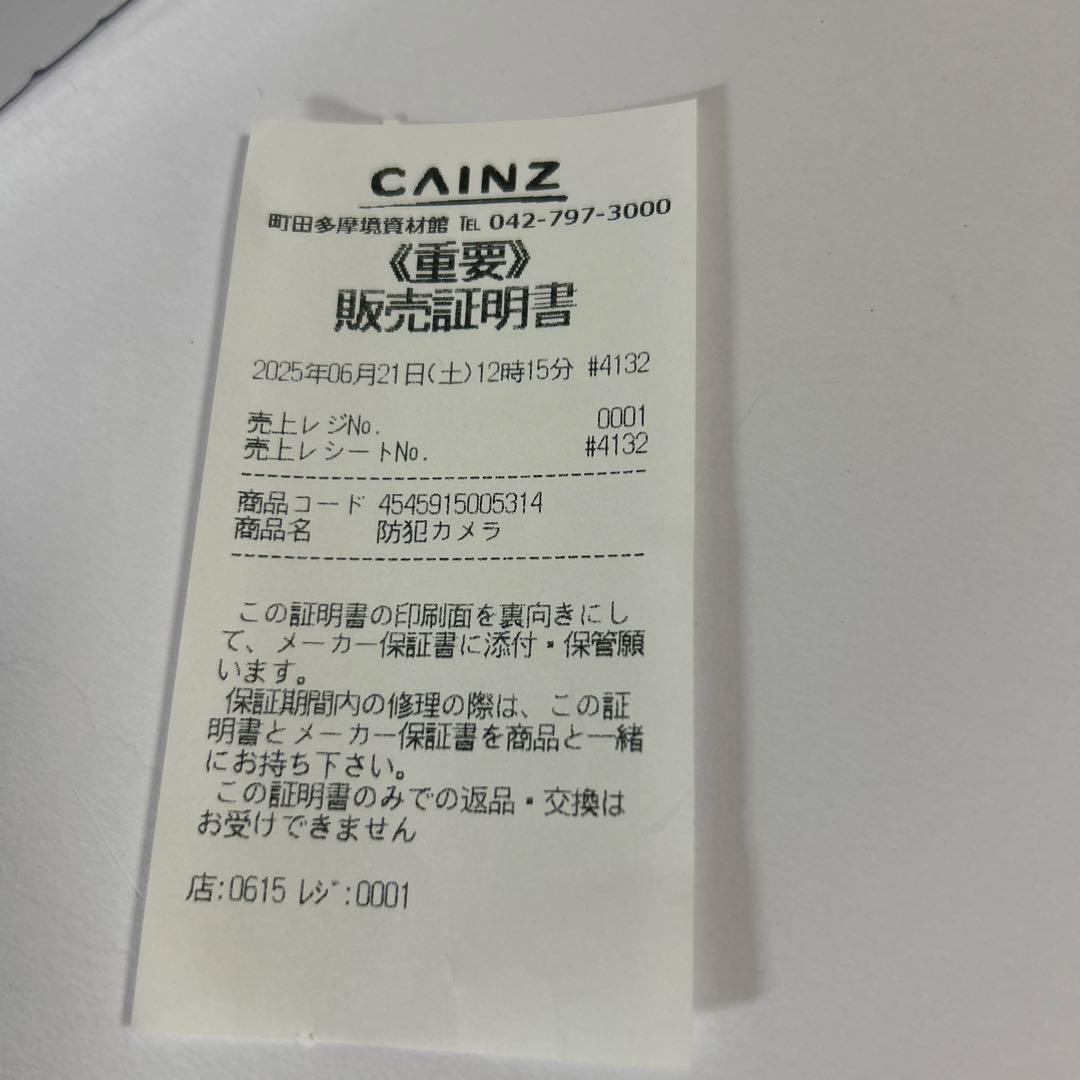 CAINZ
町田多摩境資材館 ℡ 042-797-3000
《重要》
販売証明書
2025年06月21日(土)12時15分 #4132
売上レジNo. 0001
売上レシートNo. #4132
商品コード 4545915005314
商品名 防犯カメラ
この証明書の印刷面を裏向きにし
て、メーカー保証書に添付・保管願
います。
保証期間内の修理の際は、この証
明書とメーカー保証書を商品と一緒
にお持ち下さい。
この証明書のみでの返品・交換は
お受けできません
店:0615 レジ:0001